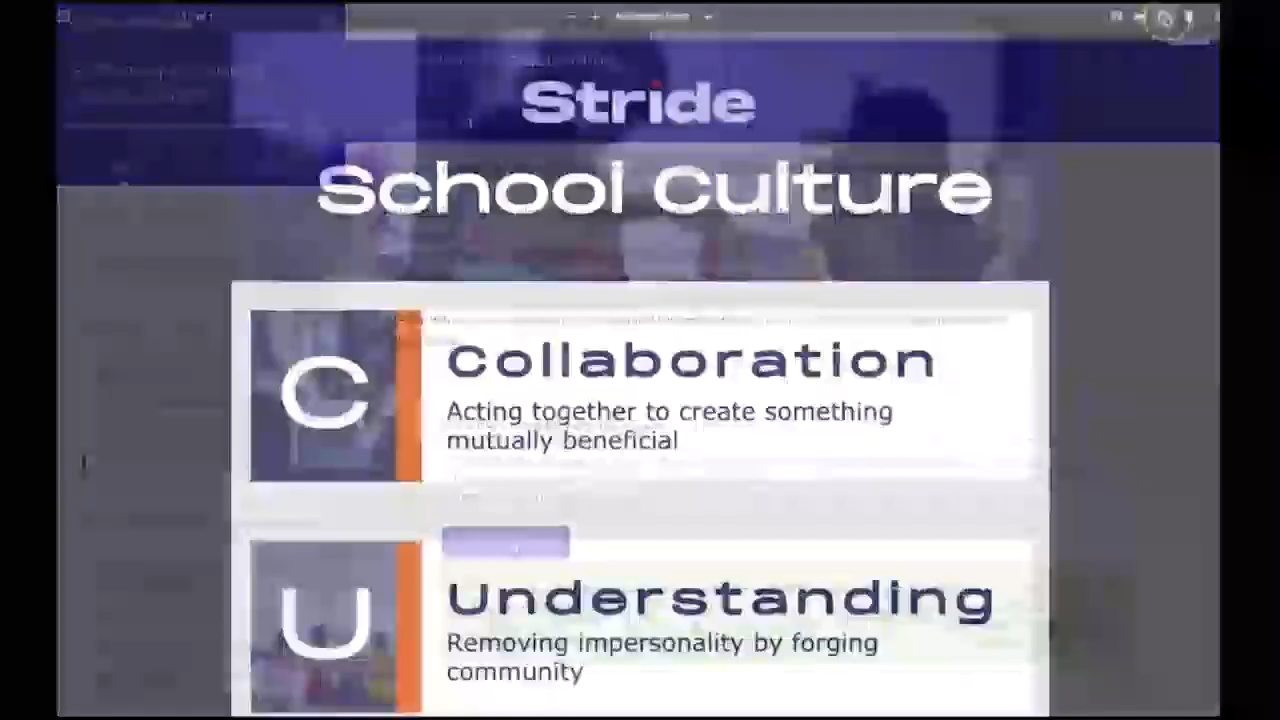 Stride
School Culture
C
Collaboration
Acting together to create something
mutually beneficial
U
Understanding
Removing impersonality by forging
community